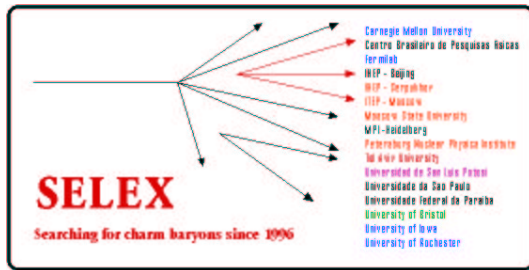 Carnegie Mellon University
Centro Brasileiro de Pesquisas Fisicas
Fermilab
IHEP - Beijing
IHEP - Serpukhov
ITEP - Moscow
Moscow State University
MPI-Heidelberg
Petersburg Nuclear Physics Institute
Tel Aviv University
Universidad de San Luis Potosi
Universidade da Sao Paulo
Universidade Federal da Paraiba
University of Bristol
University of Iowa
University of Rochester
SELEX
Searching for charm baryons since 1996